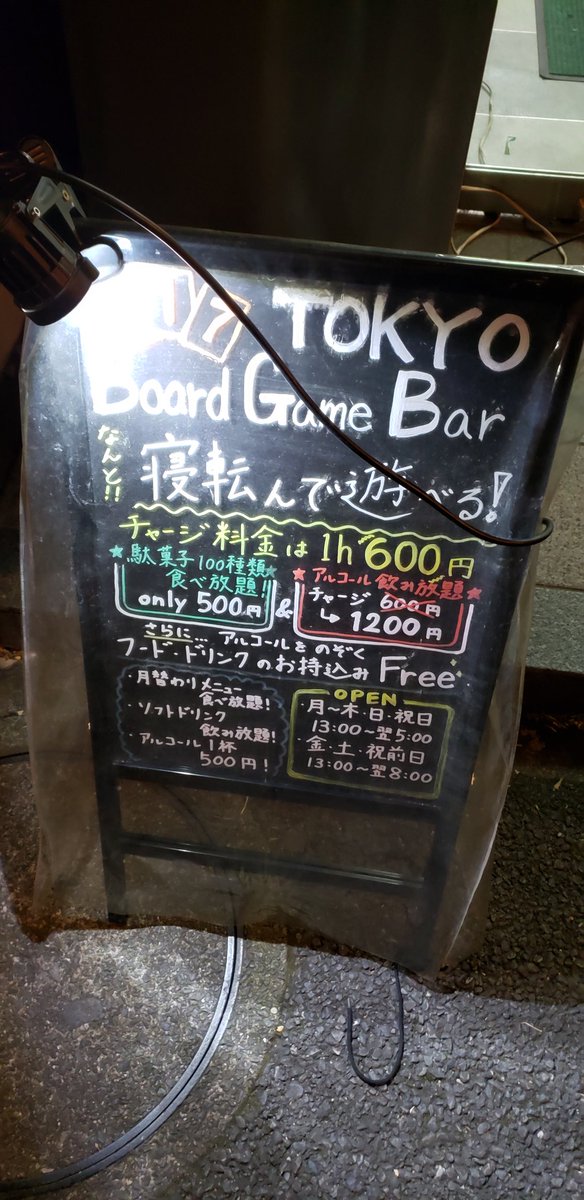 TOKYO
Board Game Bar
なんと!!
寝転んで遊べる!
チャージ料金は 1h 600円
★駄菓子100種類★
食べ放題!
only 500円
&
★アルコール飲み放題★
チャージ 600円
↳ 1200円
さらに... アルコールをのぞく
フード・ドリンクのお持込み Free
・月替わりメニュー
食べ放題!
・ソフトドリンク
飲み放題!
・アルコール1杯
500円!
OPEN
・月〜木・日・祝日
13:00〜翌5:00
・金・土・祝前日
13:00〜翌8:00